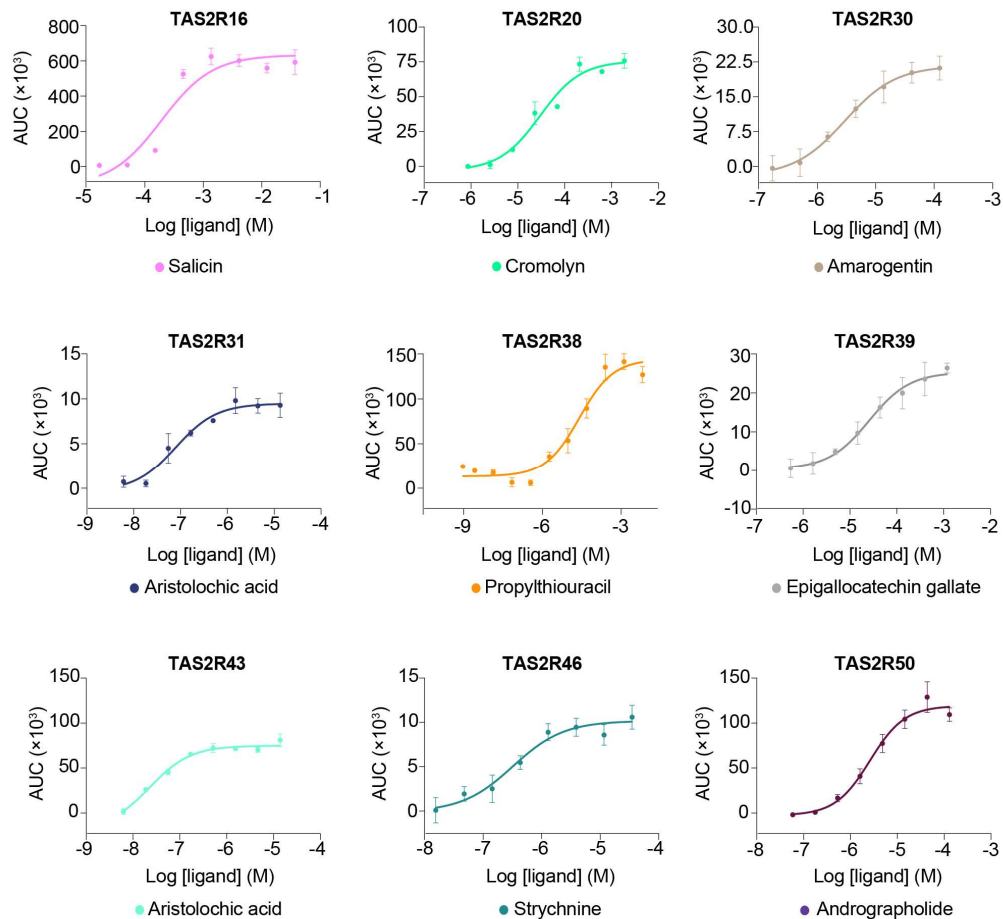 TAS2R16
TAS2R20
TAS2R30
AUC (×10³)
800
600
400
200
0
-5 -4 -3 -2 -1
Log [ligand] (M)
Salicin
AUC (×10³)
100
75
50
25
0
-7 -6 -5 -4 -3 -2
Log [ligand] (M)
Cromolyn
AUC (×10³)
30.0
22.5
15.0
7.5
0.0
-7 -6 -5 -4 -3
Log [ligand] (M)
Amarogentin
TAS2R31
TAS2R38
TAS2R39
AUC (×10³)
15
10
5
0
-9 -8 -7 -6 -5 -4
Log [ligand] (M)
Aristolochic acid
AUC (×10³)
150
100
50
0
-9 -6 -3
Log [ligand] (M)
Propylthiouracil
AUC (×10³)
30
20
10
0
-10
-7 -6 -5 -4 -3
Log [ligand] (M)
Epigallocatechin gallate
TAS2R43
TAS2R46
TAS2R50
AUC (×10³)
150
100
50
0
-9 -8 -7 -6 -5 -4
Log [ligand] (M)
Aristolochic acid
AUC (×10³)
15
10
5
0
-8 -7 -6 -5 -4
Log [ligand] (M)
Strychnine
AUC (×10³)
150
100
50
0
-8 -7 -6 -5 -4 -3
Log [ligand] (M)
Andrographolide